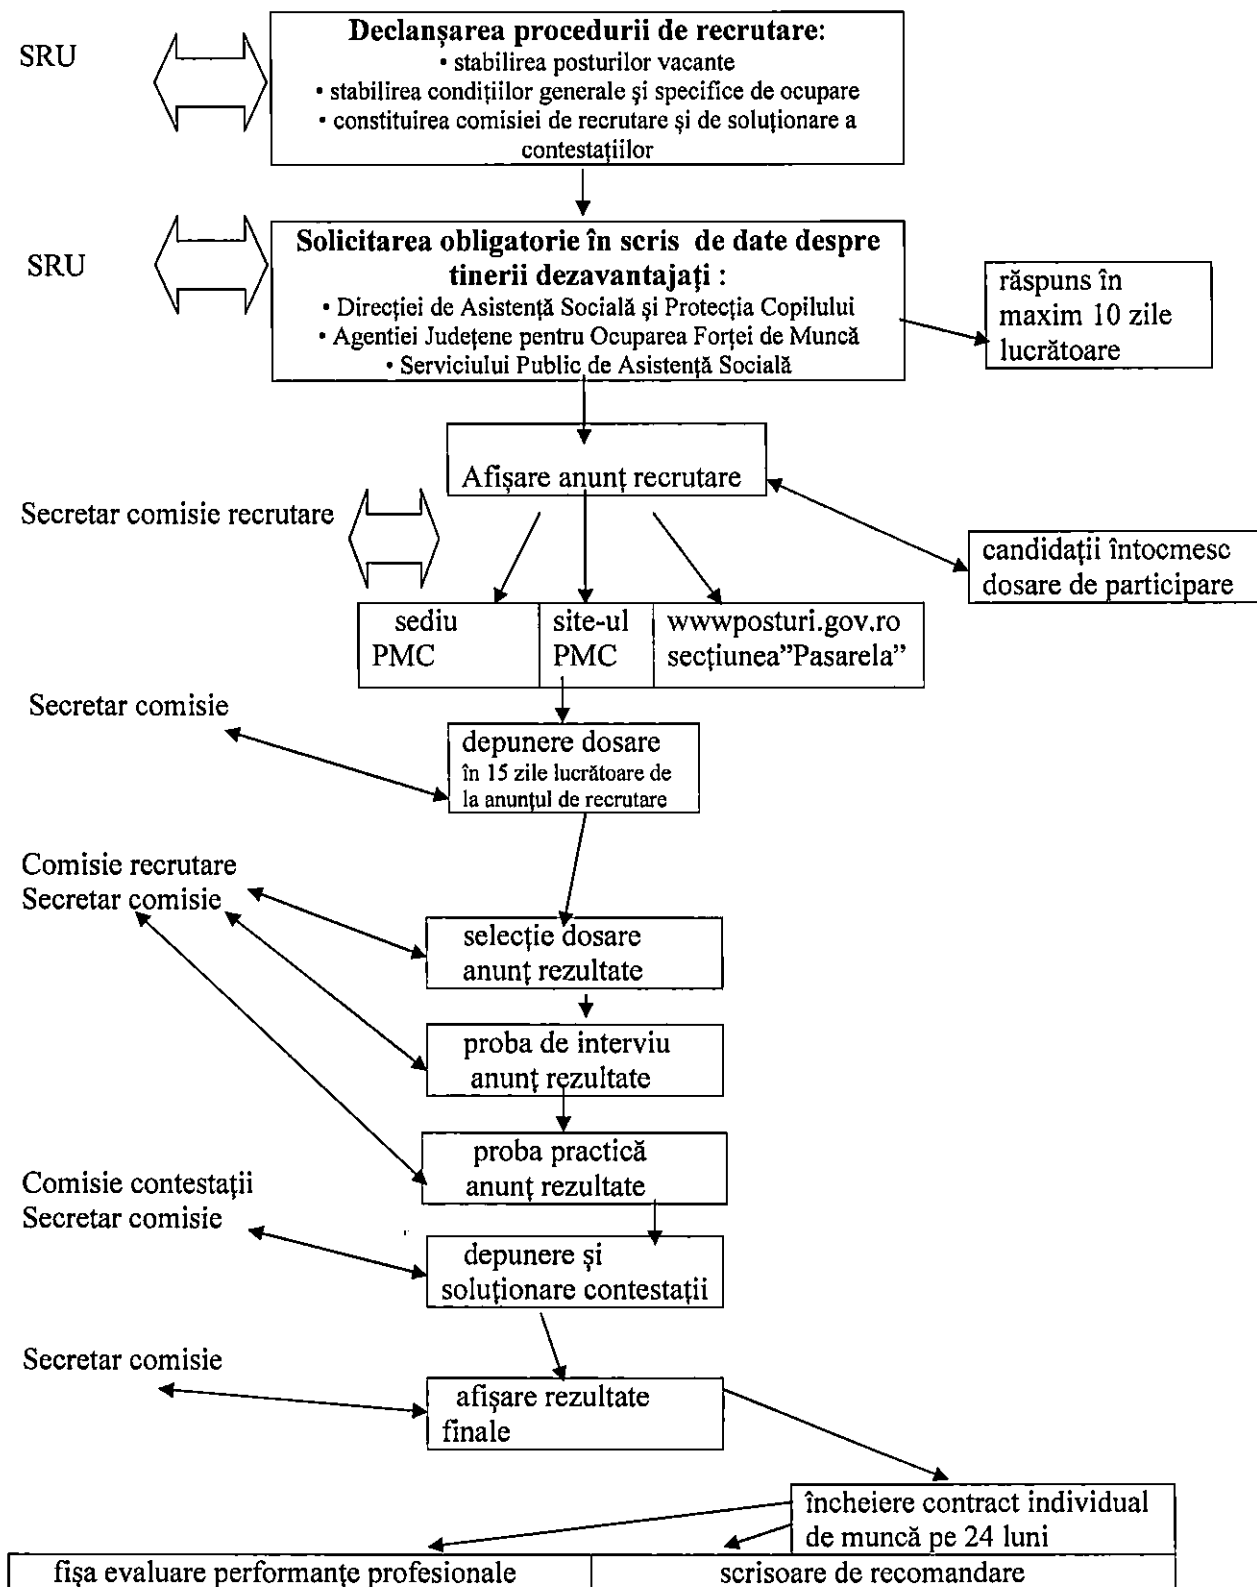 SRU
Declanșarea procedurii de recrutare:
• stabilirea posturilor vacante
• stabilirea condițiilor generale și specifice de ocupare
• constituirea comisiei de recrutare și de soluționare a
contestațiilor
SRU
Solicitarea obligatorie în scris de date despre
tinerii dezavantajați :
• Direcției de Asistență Socială și Protecția Copilului
• Agentiei Județene pentru Ocuparea Forței de Muncă
• Serviciului Public de Asistență Socială
răspuns în
maxim 10 zile
lucrătoare
Afișare anunț recrutare
Secretar comisie recrutare
candidații întocmesc
dosare de participare
sediu
PMC
site-ul
PMC
wwwposturi.gov.ro
secțiunea”Pasarela”
Secretar comisie
depunere dosare
în 15 zile lucrătoare de
la anunțul de recrutare
Comisie recrutare
Secretar comisie
selecție dosare
anunț rezultate
proba de interviu
anunț rezultate
proba practică
anunț rezultate
Comisie contestații
Secretar comisie
depunere și
soluționare contestații
Secretar comisie
afișare rezultate
finale
încheiere contract individual
de muncă pe 24 luni
fișa evaluare performanțe profesionale
scrisoare de recomandare